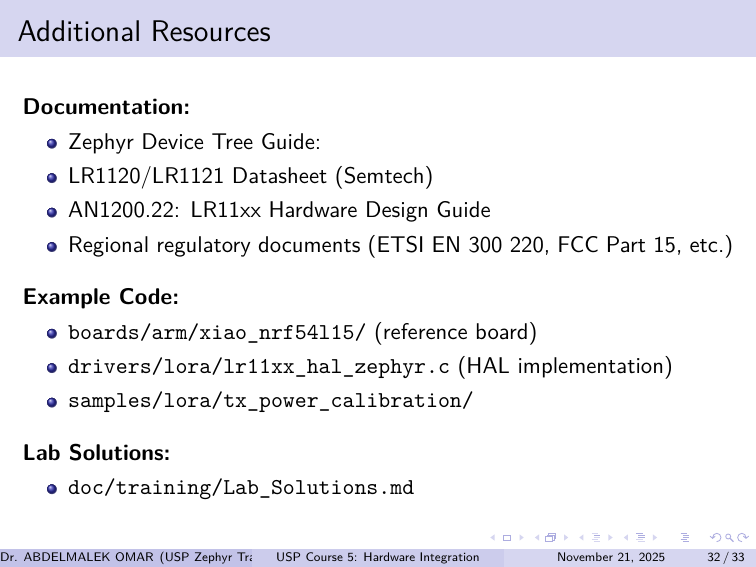 Additional Resources
Documentation:
Zephyr Device Tree Guide:
LR1120/LR1121 Datasheet (Semtech)
AN1200.22: LR11xx Hardware Design Guide
Regional regulatory documents (ETSI EN 300 220, FCC Part 15, etc.)
Example Code:
boards/arm/xiao_nrf54l15/ (reference board)
drivers/lora/lr11xx_hal_zephyr.c (HAL implementation)
samples/lora/tx_power_calibration/
Lab Solutions:
doc/training/Lab_Solutions.md
Dr. ABDELMALEK OMAR (USP Zephyr Tra USP Course 5: Hardware Integration November 21, 2025 32 / 33